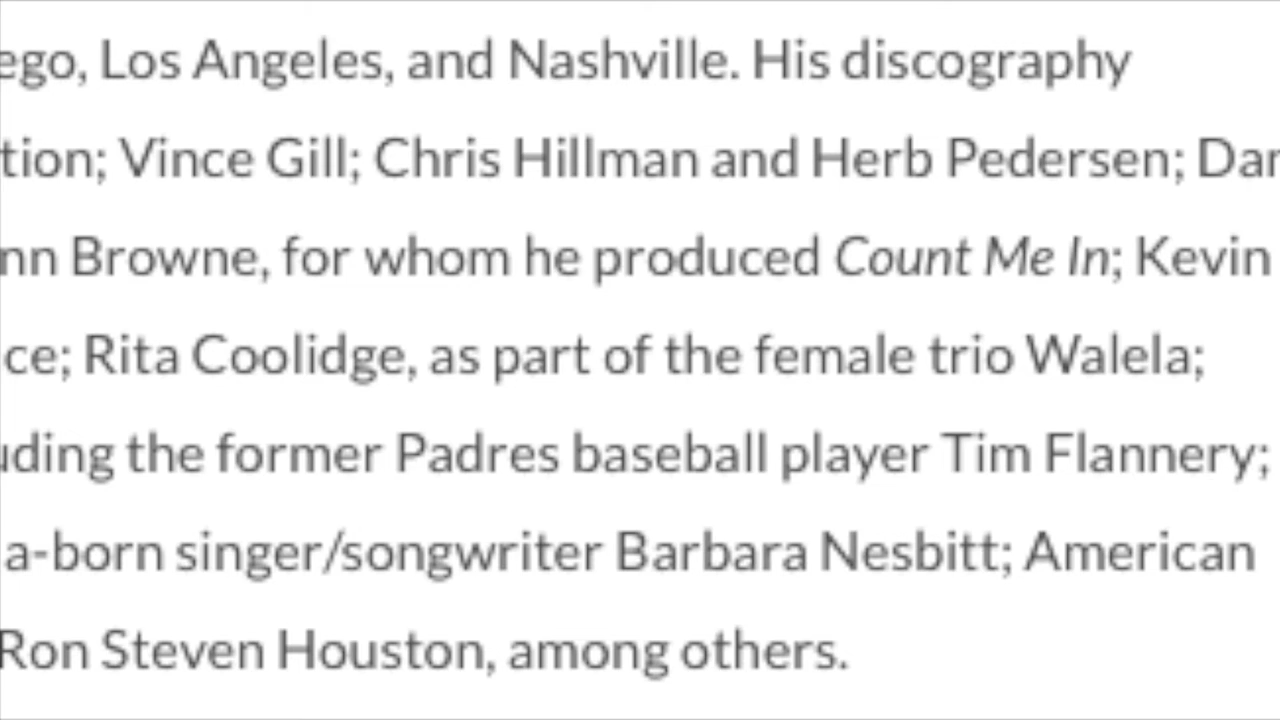 ego, Los Angeles, and Nashville. His discography
tion; Vince Gill; Chris Hillman and Herb Pedersen; Dar
nn Browne, for whom he produced Count Me In; Kevin
ce; Rita Coolidge, as part of the female trio Walela;
uding the former Padres baseball player Tim Flannery;
a-born singer/songwriter Barbara Nesbitt; American
Ron Steven Houston, among others.